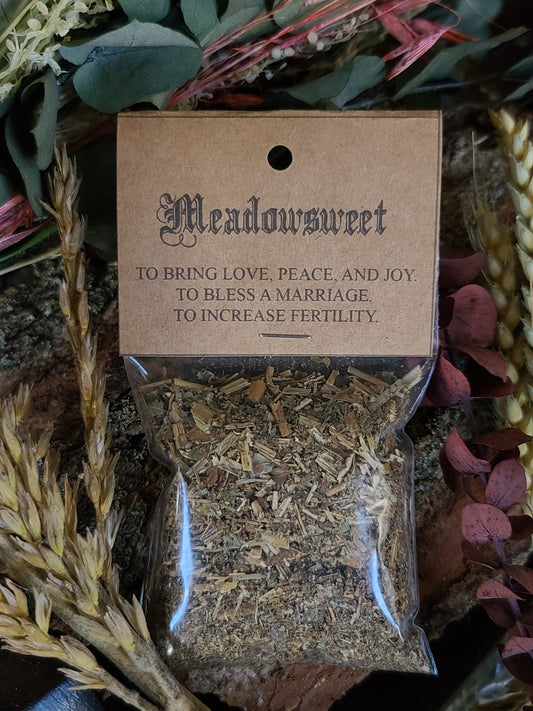 Meadowsweet
TO BRING LOVE, PEACE, AND JOY.
TO BLESS A MARRIAGE,
TO INCREASE FERTILITY.